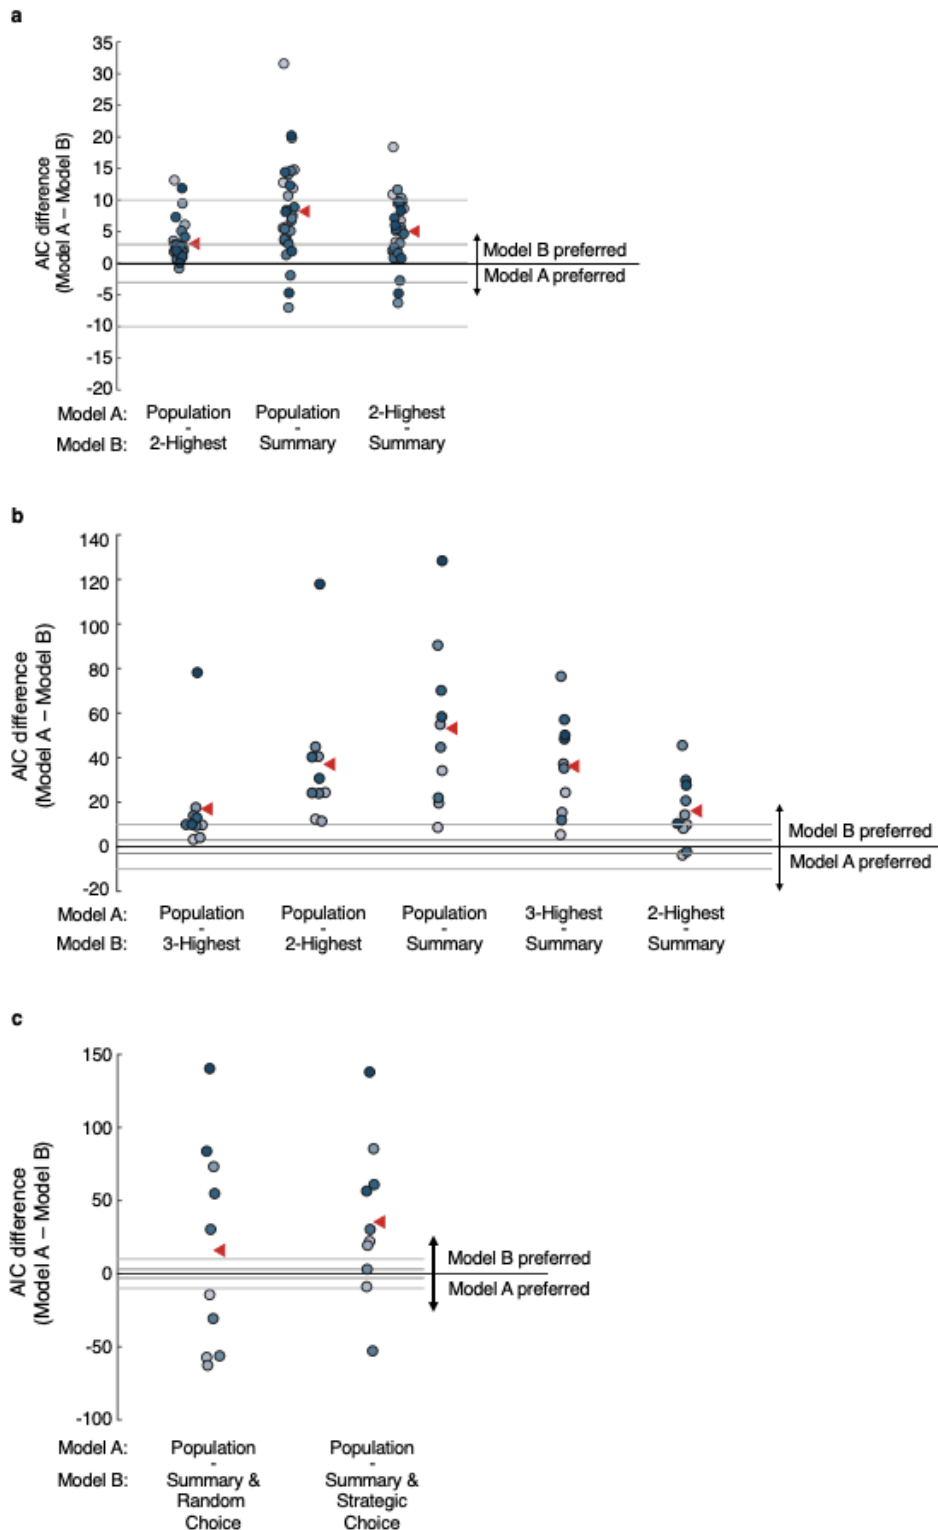 a
AIC difference
(Model A – Model B)
35
30
25
20
15
10
5
0
-5
-10
-15
-20
Model B preferred
Model A preferred
Model A: Population Population 2-Highest
- - -
Model B: 2-Highest Summary Summary
b
AIC difference
(Model A – Model B)
140
120
100
80
60
40
20
0
-20
Model B preferred
Model A preferred
Model A: Population Population Population 3-Highest 2-Highest
- - - - -
Model B: 3-Highest 2-Highest Summary Summary Summary
c
AIC difference
(Model A – Model B)
150
100
50
0
-50
-100
Model B preferred
Model A preferred
Model A: Population Population
- -
Model B: Summary & Summary &
Random Strategic
Choice Choice